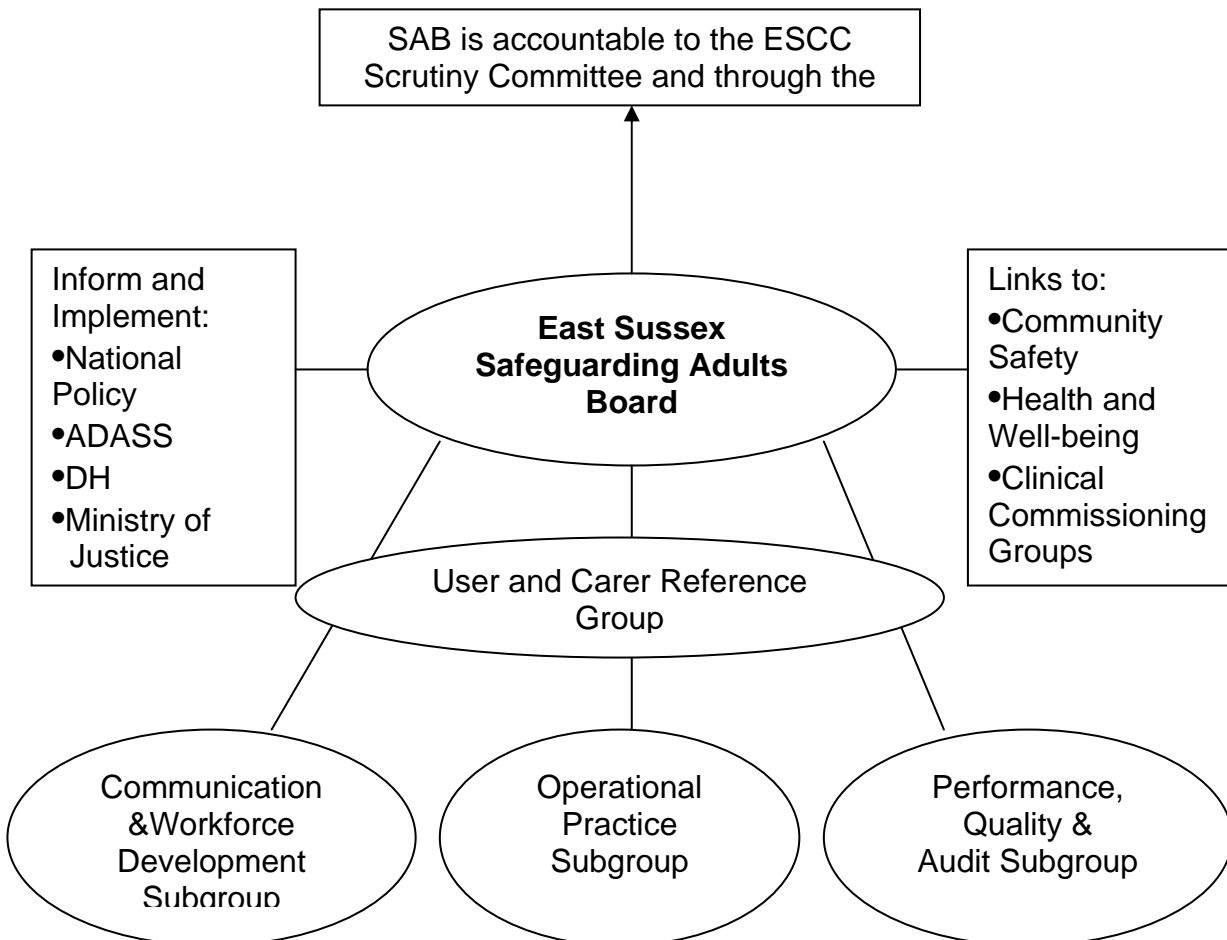 SAB is accountable to the ESCC
Scrutiny Committee and through the
Inform and
Implement:
•National
Policy
•ADASS
•DH
•Ministry of
Justice
East Sussex
Safeguarding Adults
Board
Links to:
•Community
Safety
•Health and
Well-being
•Clinical
Commissioning
Groups
User and Carer Reference
Group
Communication
&Workforce
Development
Subgroup
Operational
Practice
Subgroup
Performance,
Quality &
Audit Subgroup